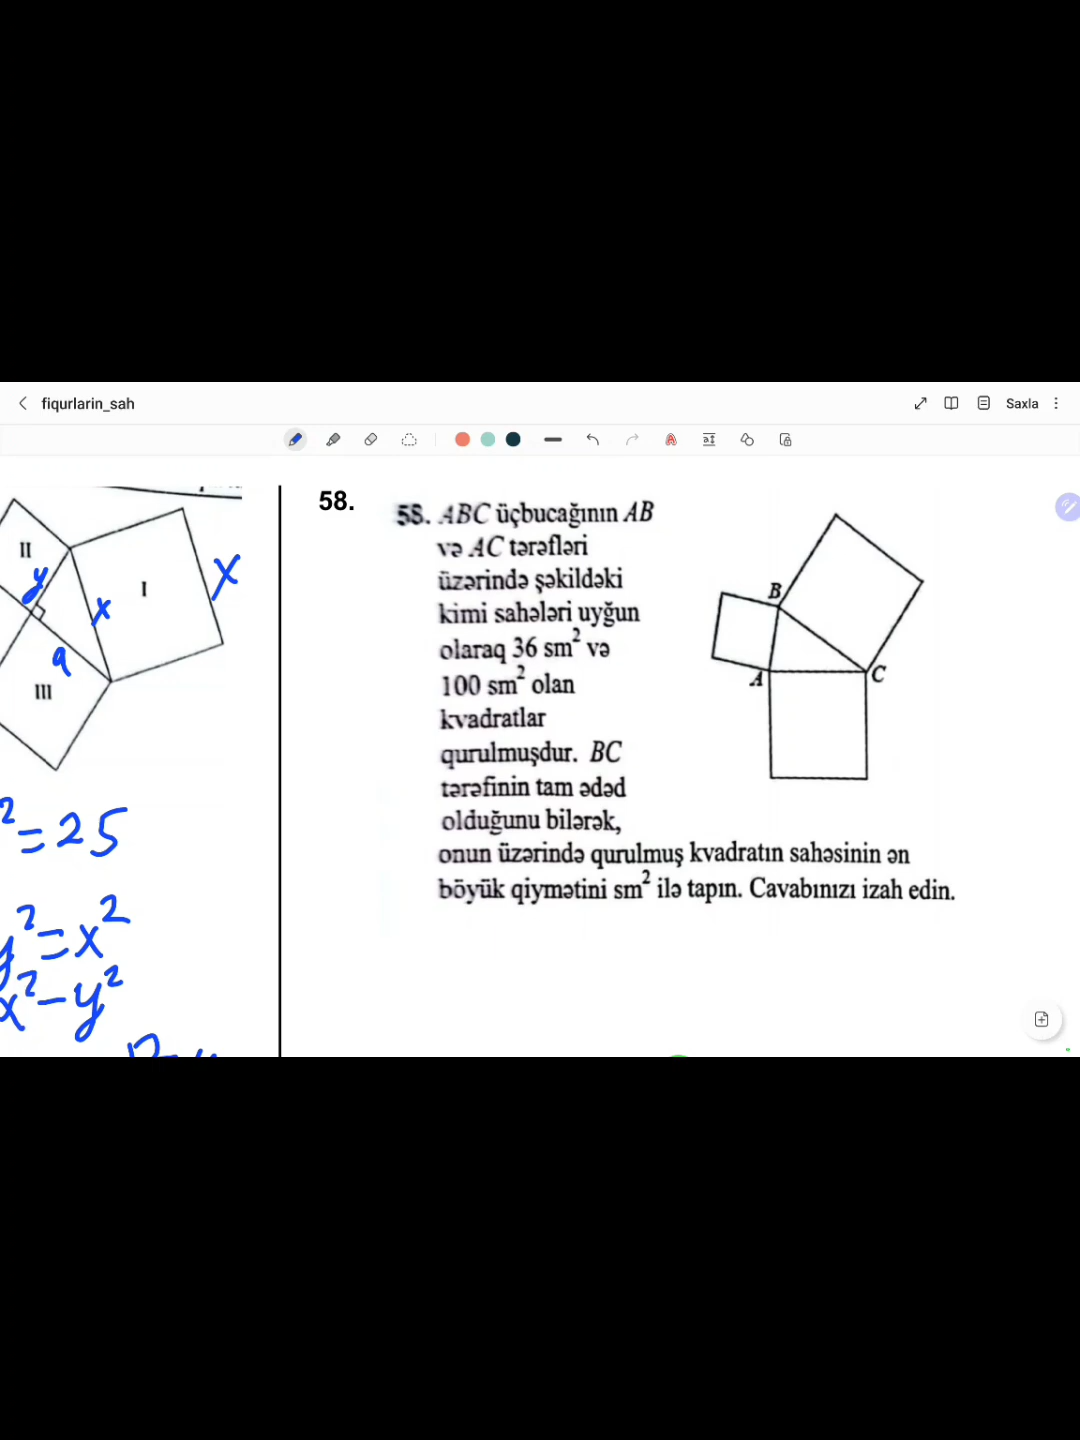 fiqurlarin_sah
Saxla
II
y
I
X
x
a
III
58.
58. ABC üçbucağının AB
və AC tərəfləri
üzərində şəkildəki
kimi sahələri uyğun
olaraq 36 sm² və
100 sm² olan
kvadratlar
qurulmuşdur. BC
tərəfinin tam ədəd
olduğunu bilərək,
onun üzərində qurulmuş kvadratın sahəsinin ən
böyük qiymətini sm² ilə tapın. Cavabınızı izah edin.
B
A
C
²=25
y²=x²
x²-y²